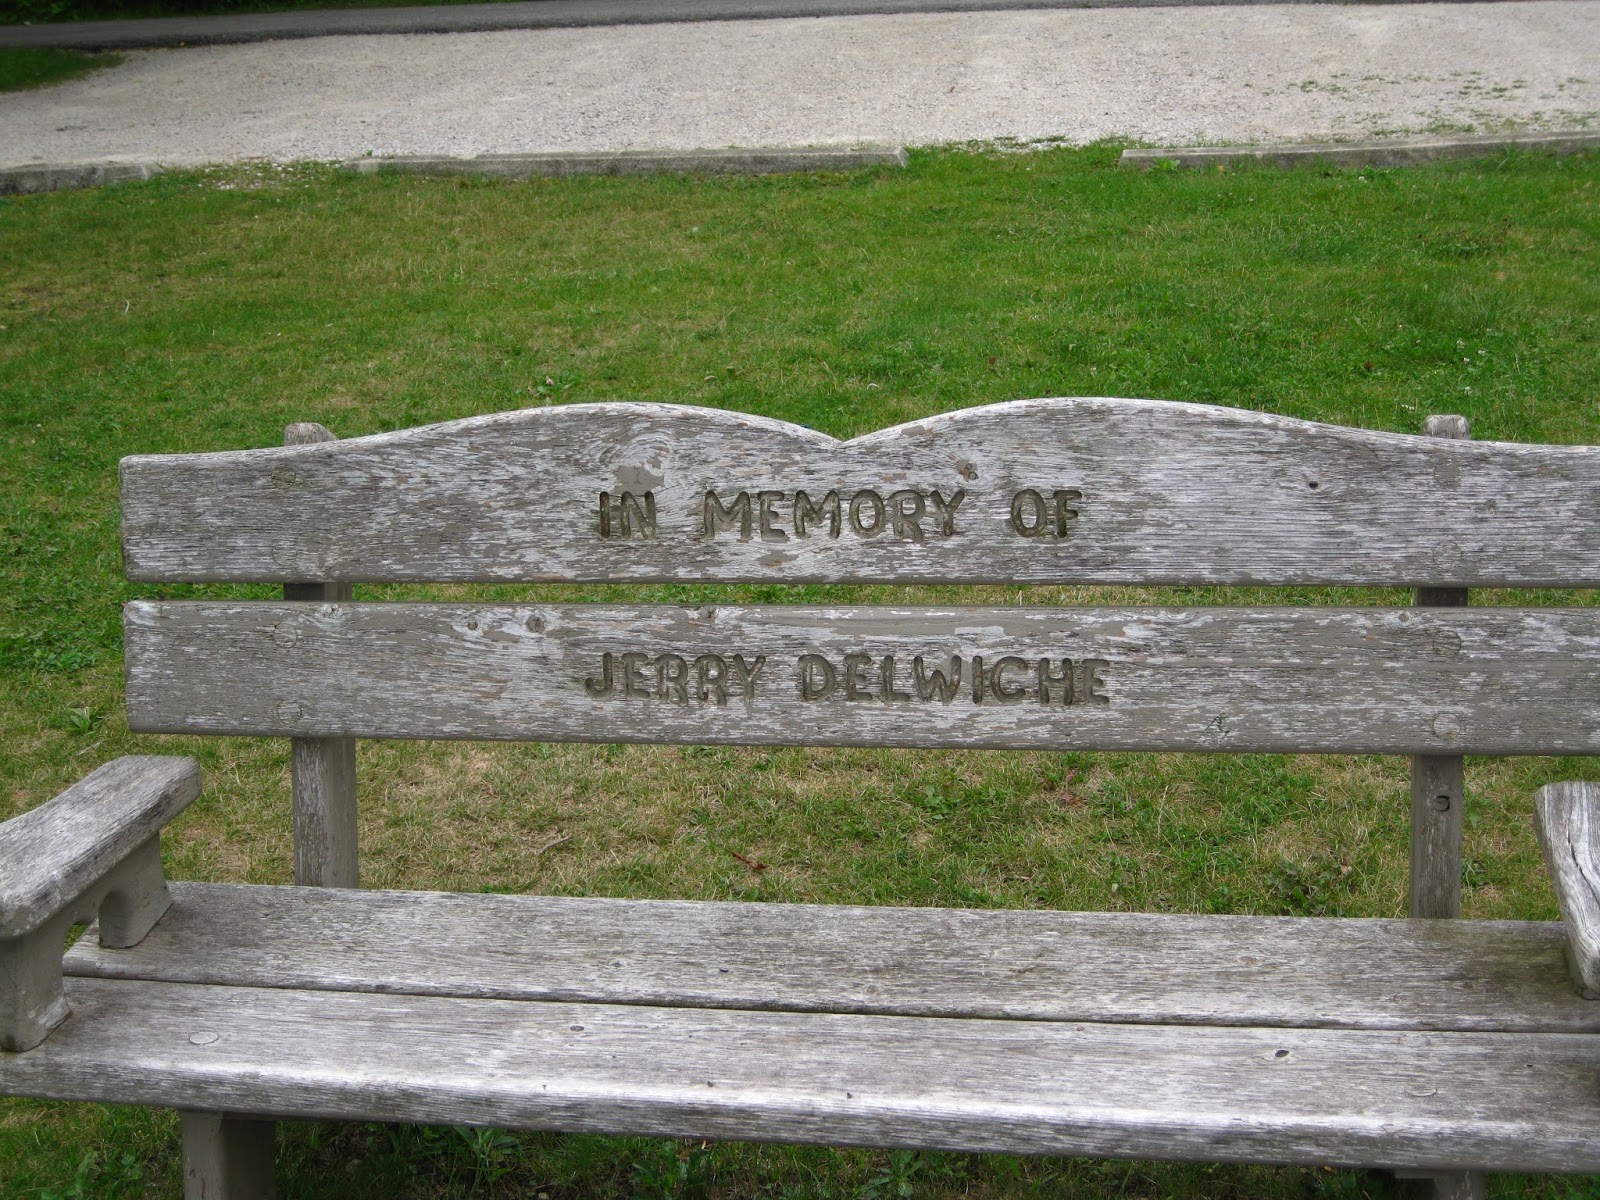 IN MEMORY OF
JERRY DELWICHE